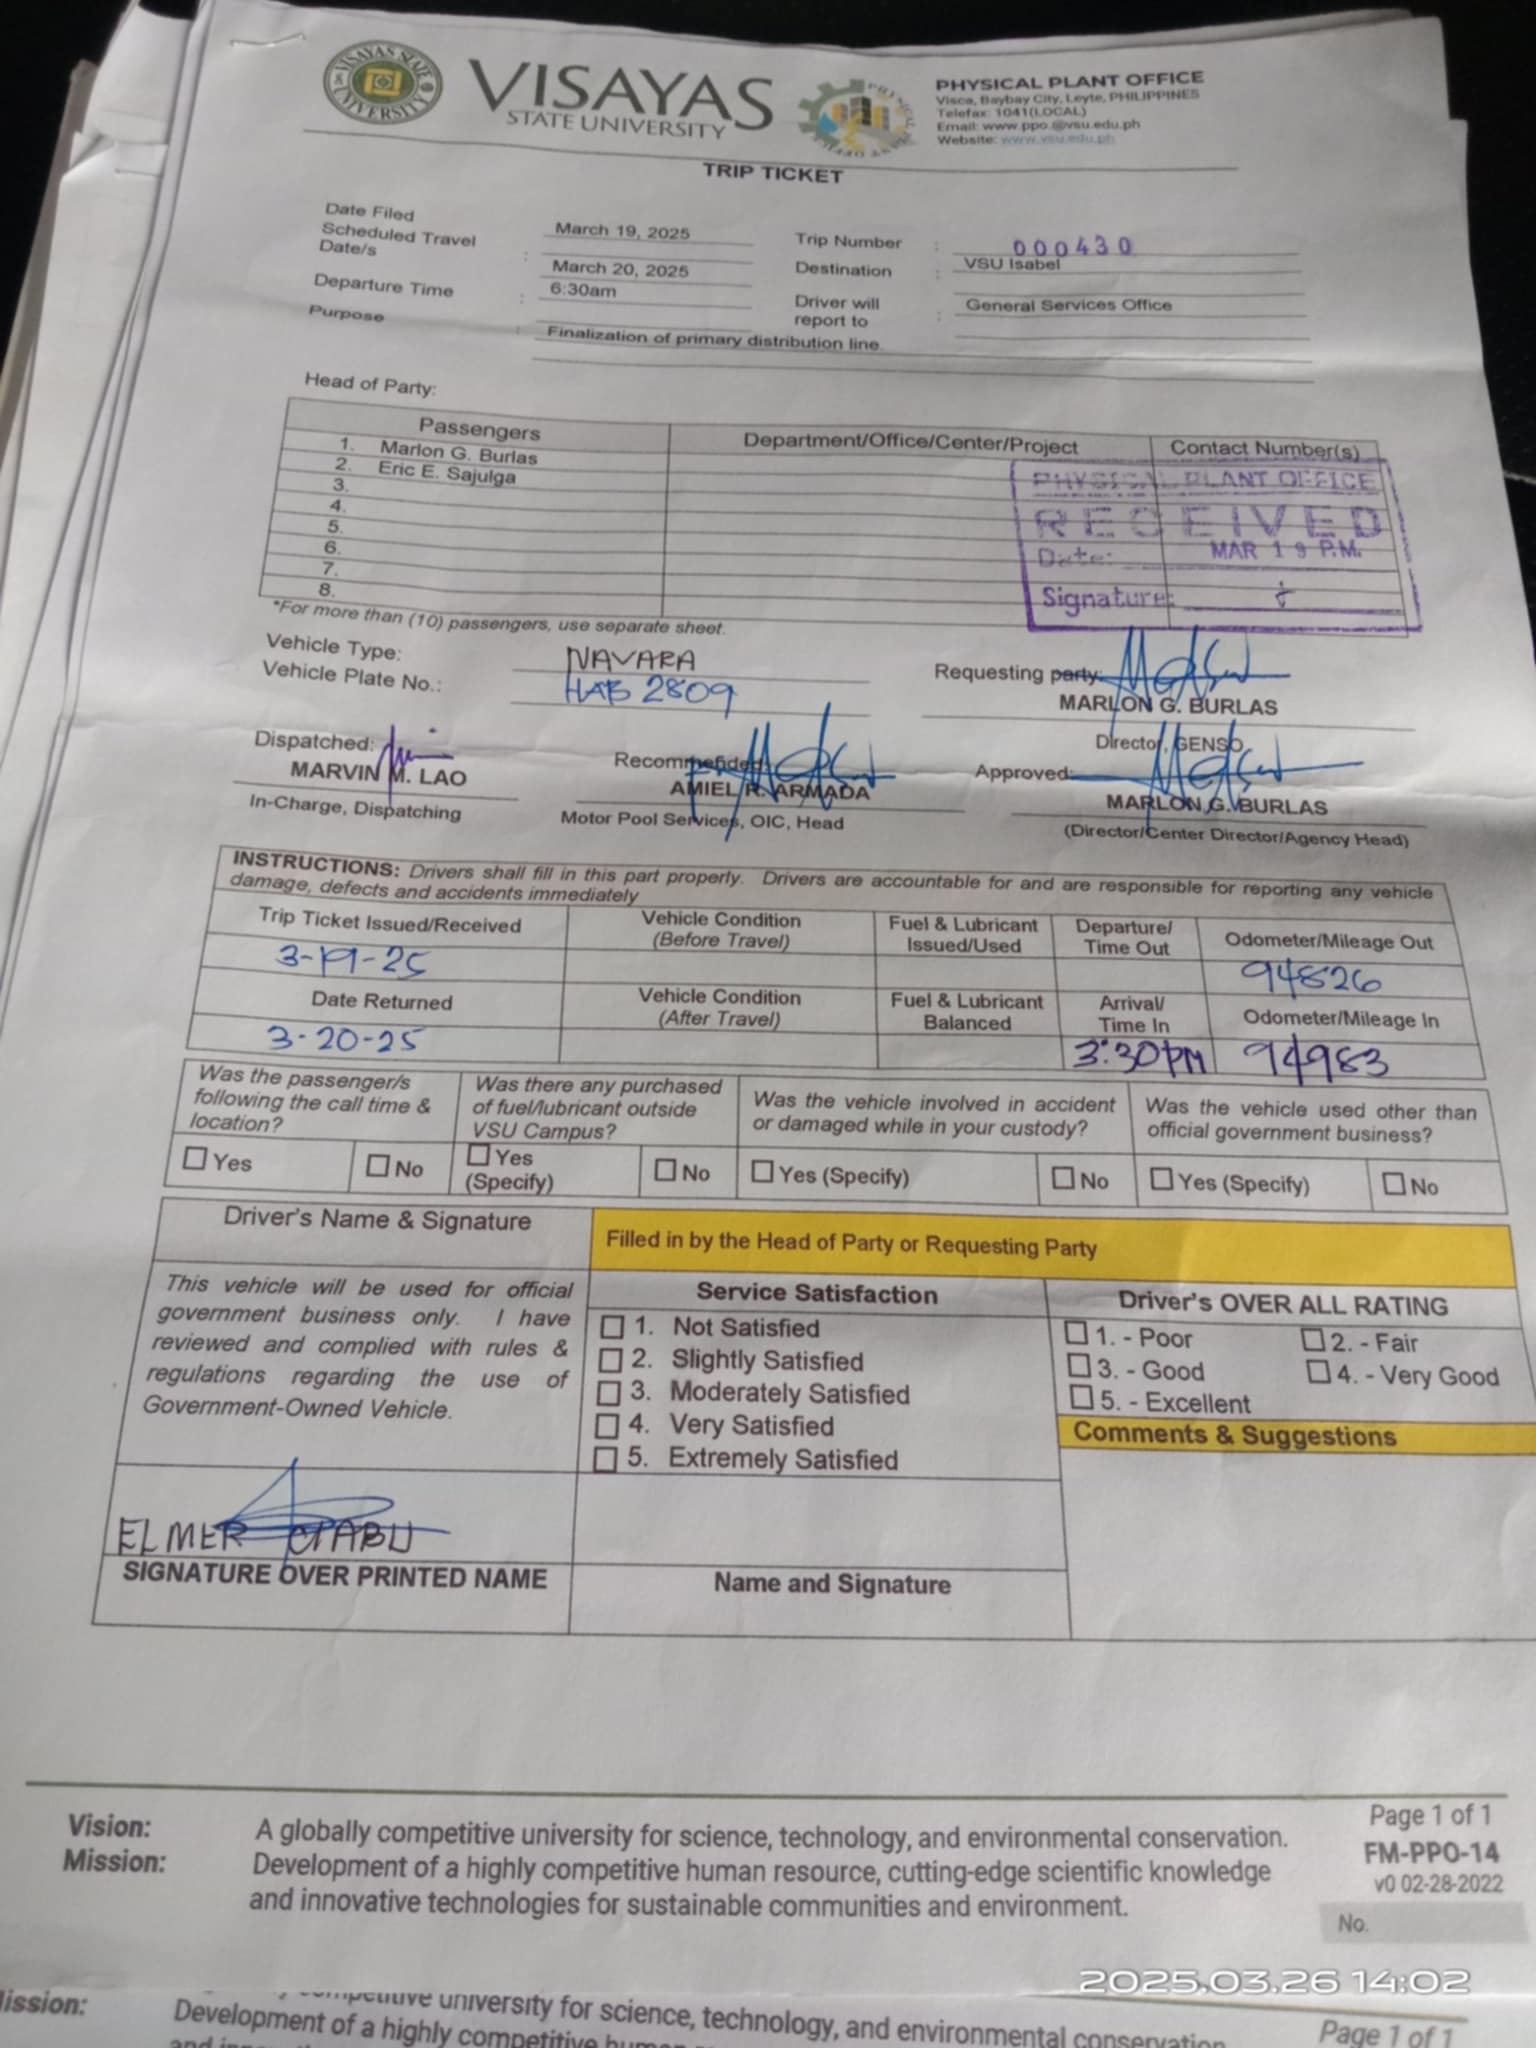 VISAYAS STATE UNIVERSITY
VISAYAS
STATE UNIVERSITY
PHYSICAL PLANT OFFICE
Visca, Baybay City, Leyte, PHILIPPINES
Telefax: 1041(LOCAL)
Email: www.ppo.@vsu.edu.ph
Website: www.vsu.edu.ph
TRIP TICKET
Date Filed March 19, 2025 Trip Number : 000430
Scheduled Travel Date/s : March 20, 2025 Destination : VSU Isabel
Departure Time : 6:30am Driver will report to : General Services Office
Purpose : Finalization of primary distribution line.
Head of Party:
Passengers Department/Office/Center/Project Contact Number(s)
1. Marlon G. Burlas
2. Eric E. Sajulga
3.
4.
5.
6.
7.
8.
PHYSICAL PLANT OFFICE
RECEIVED
Date: MAR 19 P.M.
Signature:
*For more than (10) passengers, use separate sheet.
Vehicle Type: NAVARA
Vehicle Plate No.: HAB 2809
Requesting party:
MARLON G. BURLAS
Director, GENSO
Dispatched: Recommended: Approved:
MARVIN M. LAO AMIEL R. ARMADA MARLON G. BURLAS
In-Charge, Dispatching Motor Pool Services, OIC, Head (Director/Center Director/Agency Head)
INSTRUCTIONS: Drivers shall fill in this part properly. Drivers are accountable for and are responsible for reporting any vehicle
damage, defects and accidents immediately
Trip Ticket Issued/Received Vehicle Condition (Before Travel) Fuel & Lubricant Issued/Used Departure/ Time Out Odometer/Mileage Out
3-19-25 94826
Date Returned Vehicle Condition (After Travel) Fuel & Lubricant Balanced Arrival/ Time In Odometer/Mileage In
3-20-25 3:30PM 94983
Was the passenger/s following the call time & location?
Was there any purchased of fuel/lubricant outside VSU Campus?
Was the vehicle involved in accident or damaged while in your custody?
Was the vehicle used other than official government business?
Yes No Yes (Specify) No Yes (Specify) No Yes (Specify) No
Driver's Name & Signature
Filled in by the Head of Party or Requesting Party
This vehicle will be used for official
government business only. I have
reviewed and complied with rules &
regulations regarding the use of
Government-Owned Vehicle.
Service Satisfaction
1. Not Satisfied
2. Slightly Satisfied
3. Moderately Satisfied
4. Very Satisfied
5. Extremely Satisfied
Driver's OVER ALL RATING
1. - Poor 2. - Fair
3. - Good 4. - Very Good
5. - Excellent
Comments & Suggestions
ELMER
SIGNATURE OVER PRINTED NAME
Name and Signature
Vision: A globally competitive university for science, technology, and environmental conservation.
Mission: Development of a highly competitive human resource, cutting-edge scientific knowledge
and innovative technologies for sustainable communities and environment.
Page 1 of 1
FM-PPO-14
v0 02-28-2022
No.
2025.03.26 14:02
competitive university for science, technology, and environmental conservation
Development of a highly competitive
Page 1 of 1